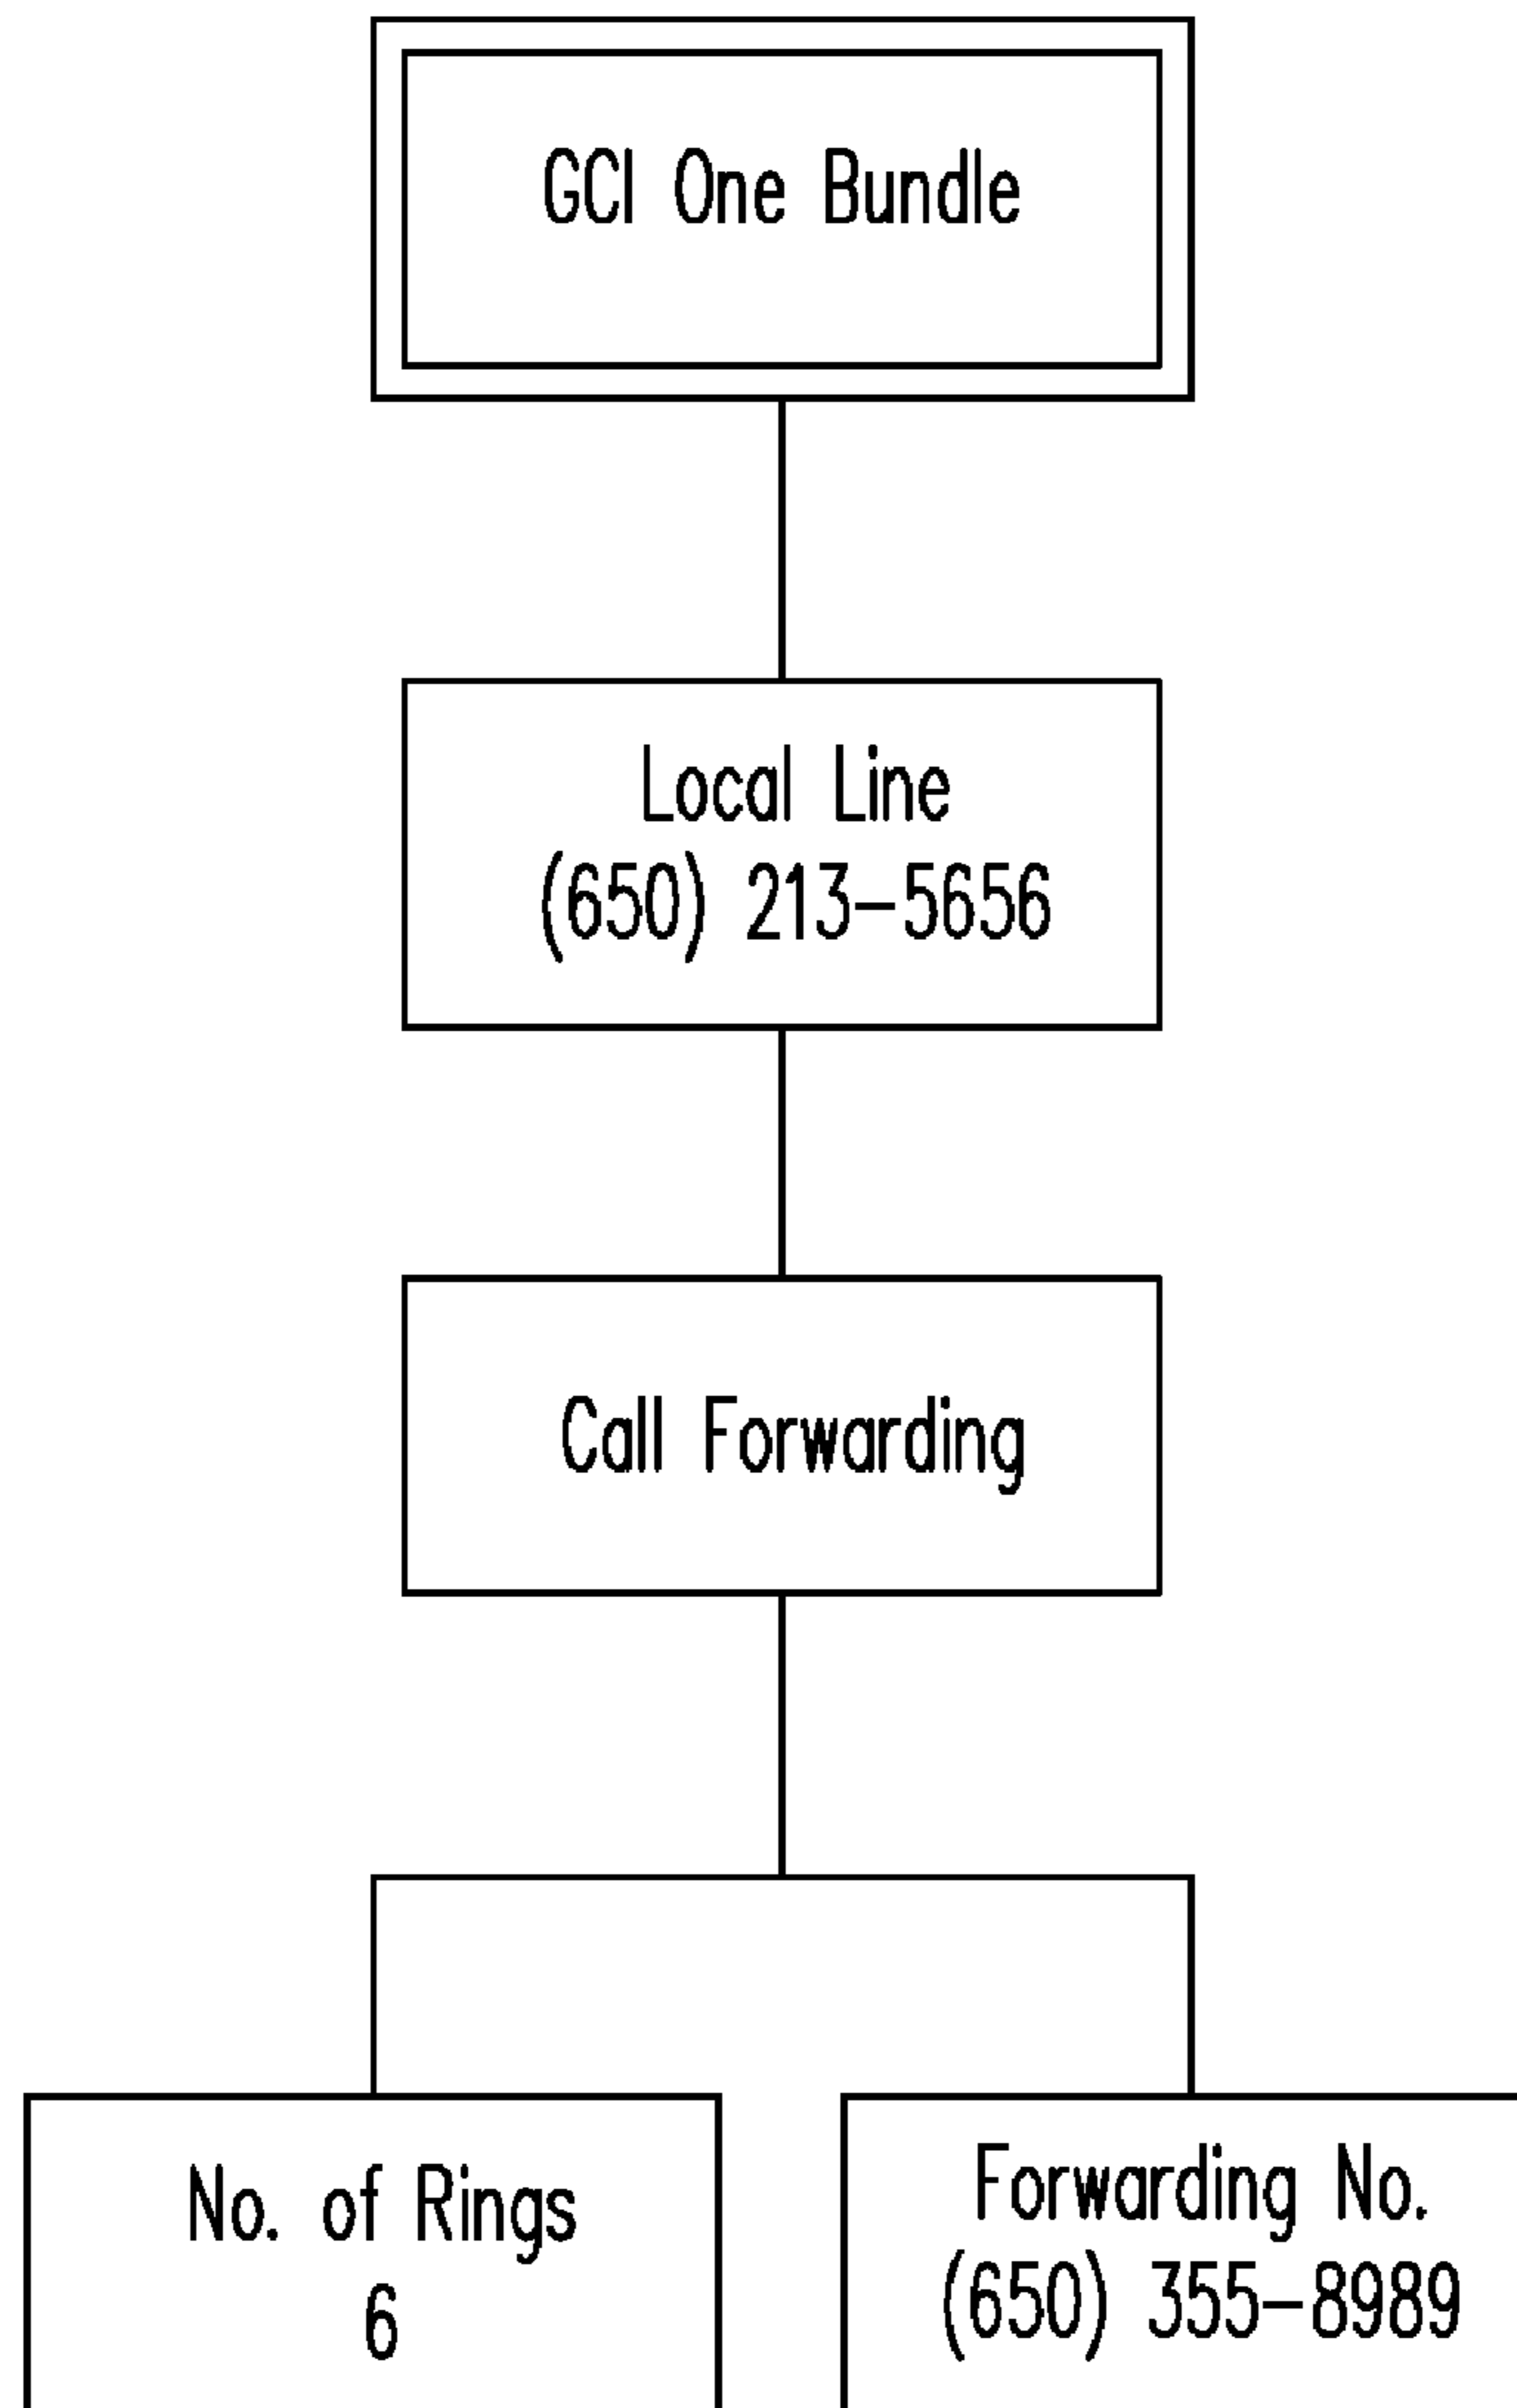 GCI One Bundle
Local Line
(650) 213-5656
Call Forwarding
No. of Rings
6
Forwarding No.
(650) 355-8989